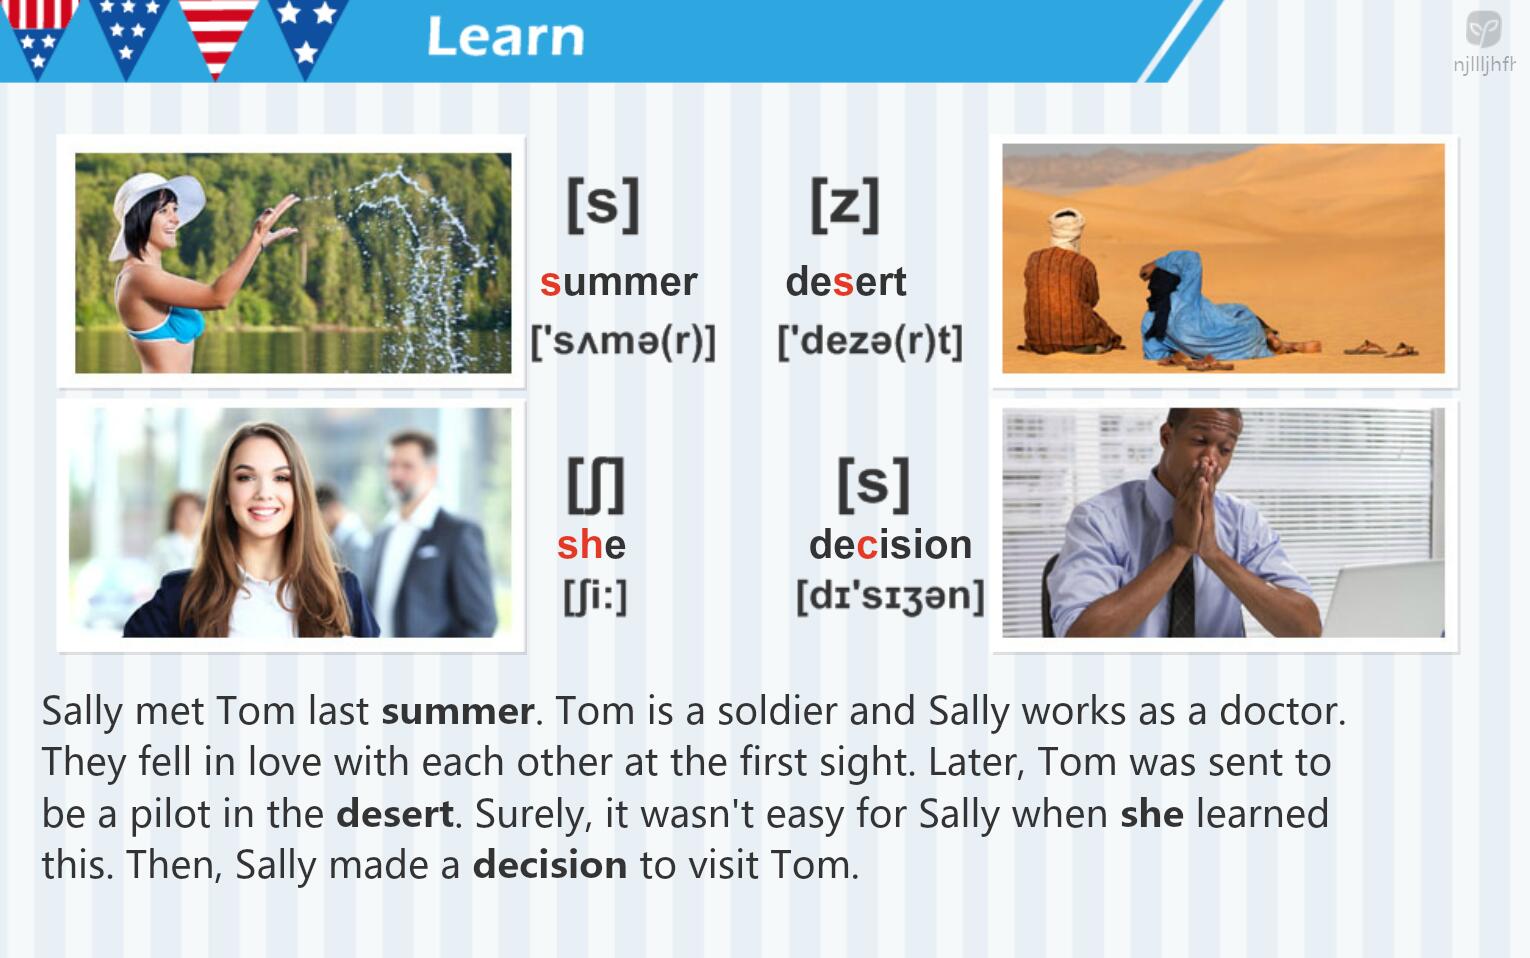 Learn
njllljhfh
[s]
summer
['sʌmə(r)]
[z]
desert
['dezə(r)t]
[ʃ]
she
[ʃi:]
[s]
decision
[dɪ'sɪʒən]
Sally met Tom last summer. Tom is a soldier and Sally works as a doctor.
They fell in love with each other at the first sight. Later, Tom was sent to
be a pilot in the desert. Surely, it wasn't easy for Sally when she learned
this. Then, Sally made a decision to visit Tom.